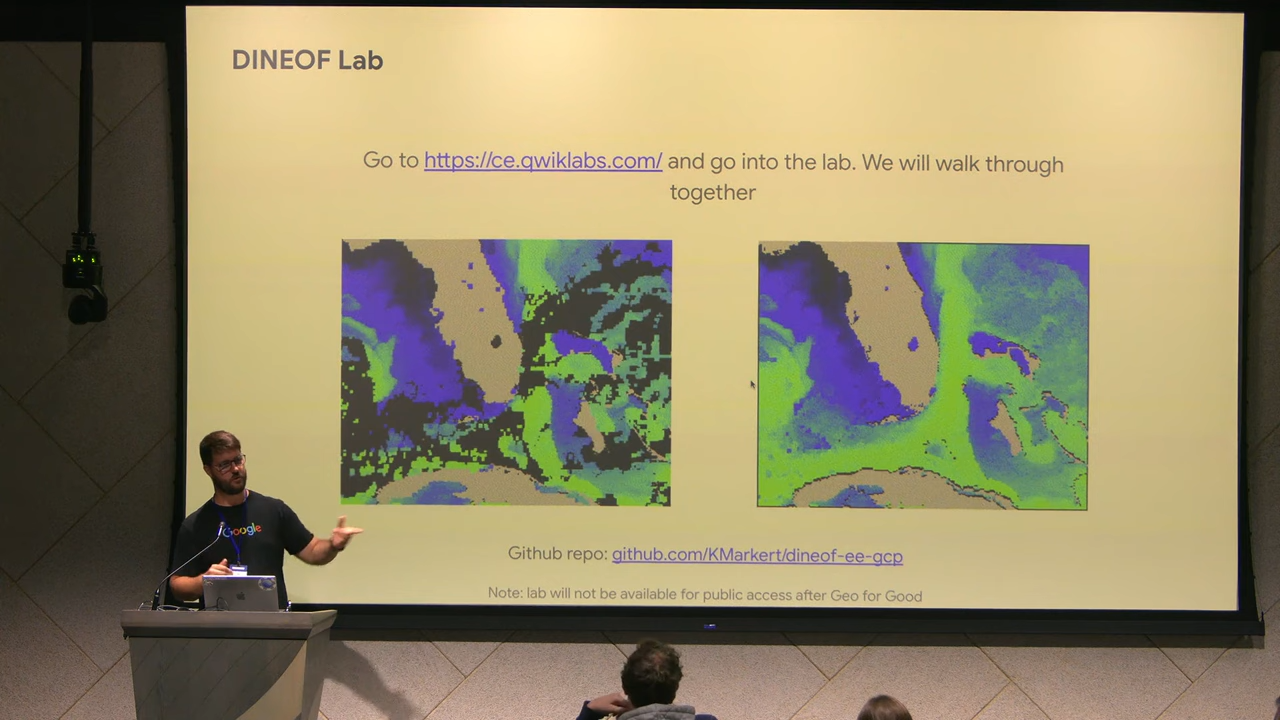 DINEOF Lab
Go to https://ce.qwiklabs.com/ and go into the lab. We will walk through
together
Google
Github repo: github.com/KMarkert/dineof-ee-gcp
Note: lab will not be available for public access after Geo for Good